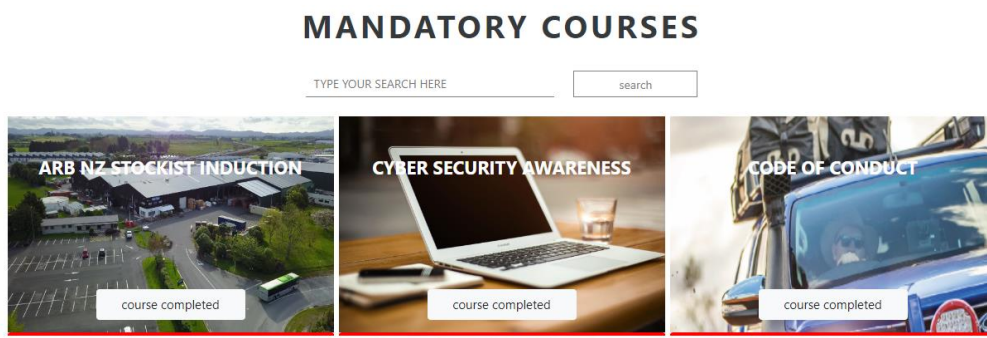 MANDATORY COURSES
TYPE YOUR SEARCH HERE
search
ARB NZ STOCKIST INDUCTION
CYBER SECURITY AWARENESS
CODE OF CONDUCT
course completed
course completed
course completed